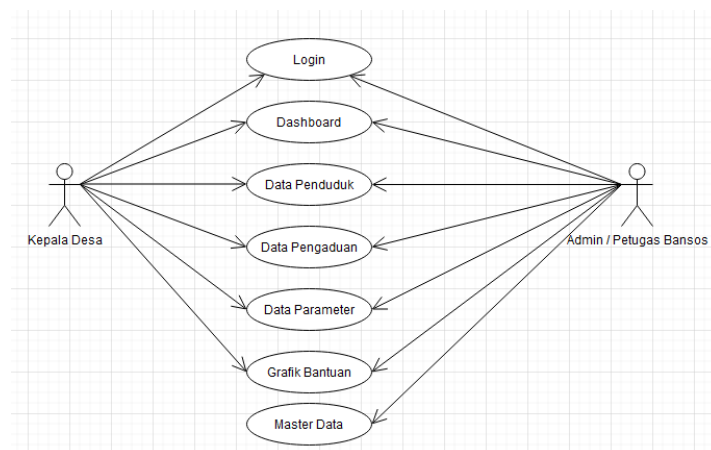 Login
Dashboard
Data Penduduk
Kepala Desa
Data Pengaduan
Admin / Petugas Bansos
Data Parameter
Grafik Bantuan
Master Data